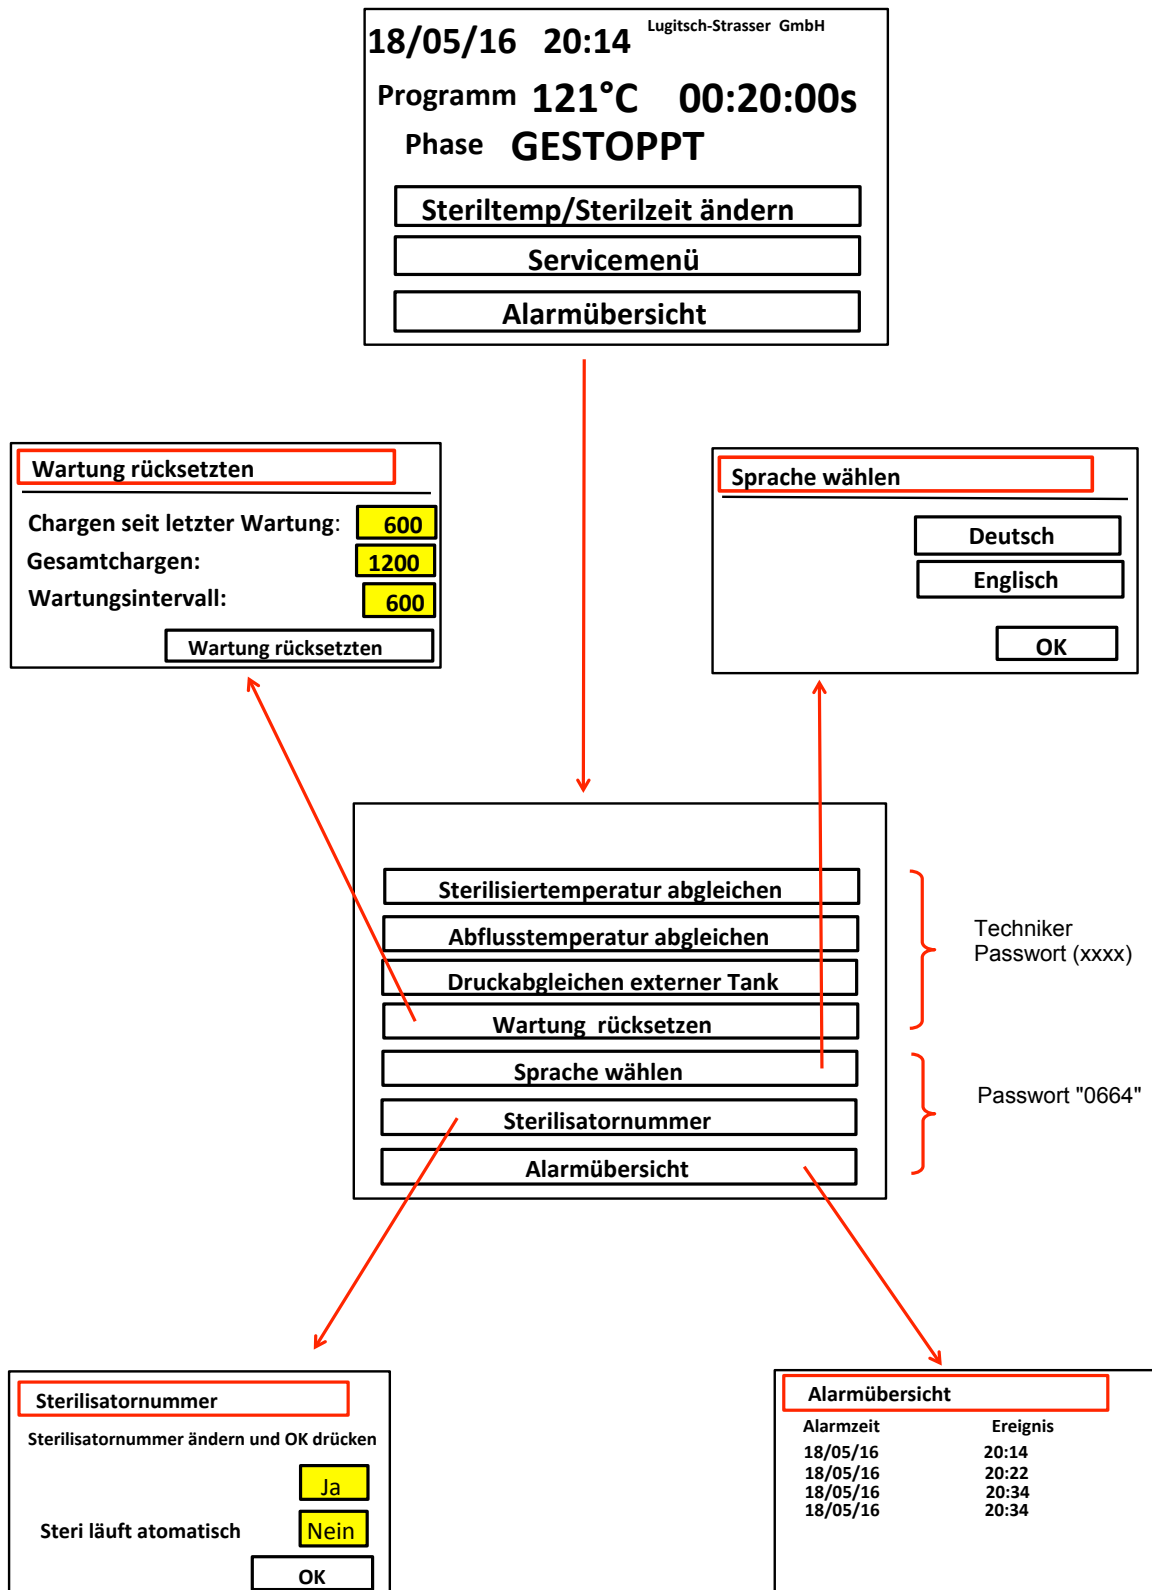 18/05/16 20:14 Lugitsch-Strasser GmbH
Programm 121°C 00:20:00s
Phase GESTOPPT
Steriltemp/Sterilzeit ändern
Servicemenü
Alarmübersicht
Wartung rücksetzten
Chargen seit letzter Wartung: 600
Gesamtchargen: 1200
Wartungsintervall: 600
Wartung rücksetzten
Sprache wählen
Deutsch
Englisch
OK
Sterilisiertemperatur abgleichen
Abflusstemperatur abgleichen
Druckabgleichen externer Tank
Wartung rücksetzen
Sprache wählen
Sterilisatornummer
Alarmübersicht
Techniker
Passwort (xxxx)
Passwort "0664"
Sterilisatornummer
Sterilisatornummer ändern und OK drücken
Ja
Steri läuft atomatisch Nein
OK
Alarmübersicht
Alarmzeit Ereignis
18/05/16 20:14
18/05/16 20:22
18/05/16 20:34
18/05/16 20:34